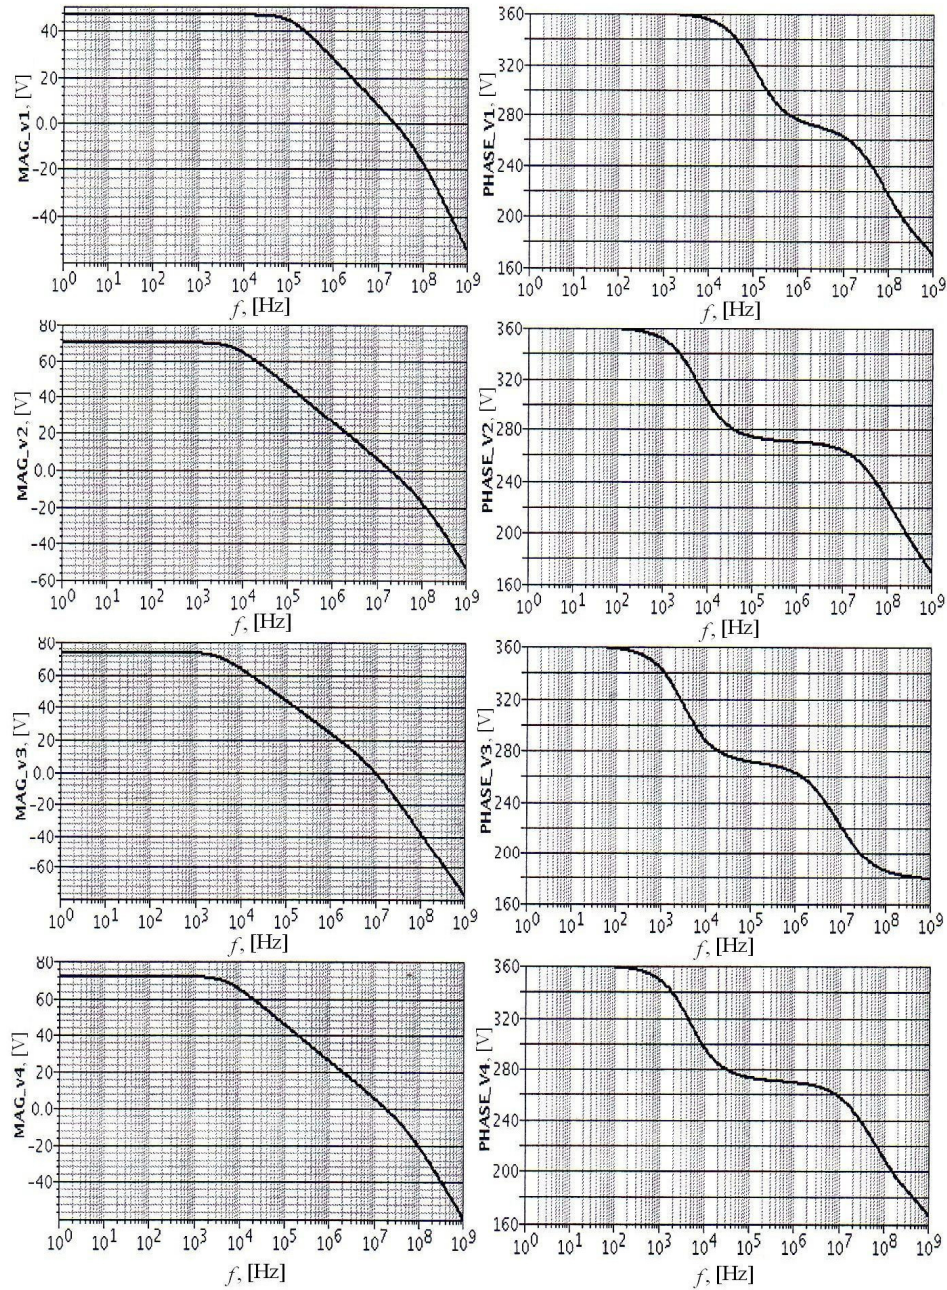 MAG_v1, [V]
40
20
0.0
-20
-40
10^0 10^1 10^2 10^3 10^4 10^5 10^6 10^7 10^8 10^9
f, [Hz]
PHASE_V1, [V]
360
320
280
240
200
160
10^0 10^1 10^2 10^3 10^4 10^5 10^6 10^7 10^8 10^9
f, [Hz]
MAG_v2, [V]
80
60
40
20
0.0
-20
-40
-60
10^0 10^1 10^2 10^3 10^4 10^5 10^6 10^7 10^8 10^9
f, [Hz]
PHASE_V2, [V]
360
320
280
240
200
160
10^0 10^1 10^2 10^3 10^4 10^5 10^6 10^7 10^8 10^9
f, [Hz]
MAG_v3, [V]
80
60
40
20
0.0
-20
-40
-60
10^0 10^1 10^2 10^3 10^4 10^5 10^6 10^7 10^8 10^9
f, [Hz]
PHASE_V3, [V]
360
320
280
240
200
160
10^0 10^1 10^2 10^3 10^4 10^5 10^6 10^7 10^8 10^9
f, [Hz]
MAG_v4, [V]
80
60
40
20
0.0
-20
-40
10^0 10^1 10^2 10^3 10^4 10^5 10^6 10^7 10^8 10^9
f, [Hz]
PHASE_V4, [V]
360
320
280
240
200
160
10^0 10^1 10^2 10^3 10^4 10^5 10^6 10^7 10^8 10^9
f, [Hz]